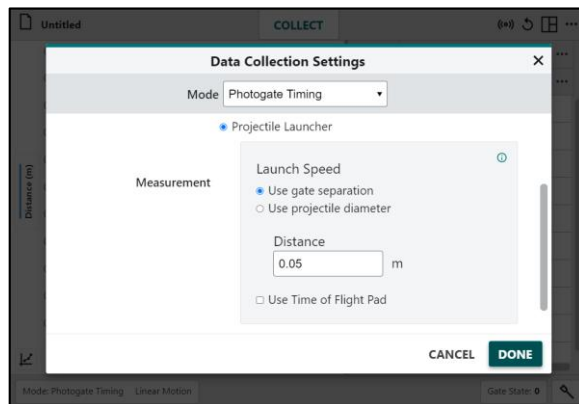 Untitled
COLLECT
Data Collection Settings
Mode Photogate Timing
Projectile Launcher
Measurement
Launch Speed
Use gate separation
Use projectile diameter
Distance
0.05 m
Use Time of Flight Pad
Distance (m)
CANCEL DONE
Mode: Photogate Timing Linear Motion Gate State: 0